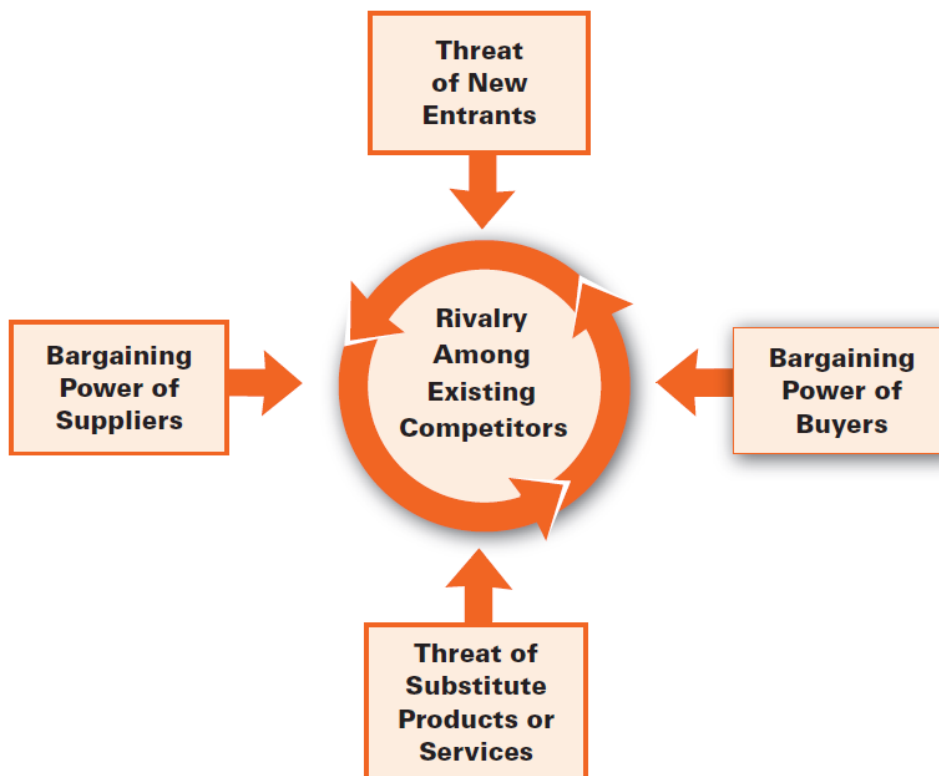 Threat
of New
Entrants
Bargaining
Power of
Suppliers
Rivalry
Among
Existing
Competitors
Bargaining
Power of
Buyers
Threat of
Substitute
Products or
Services